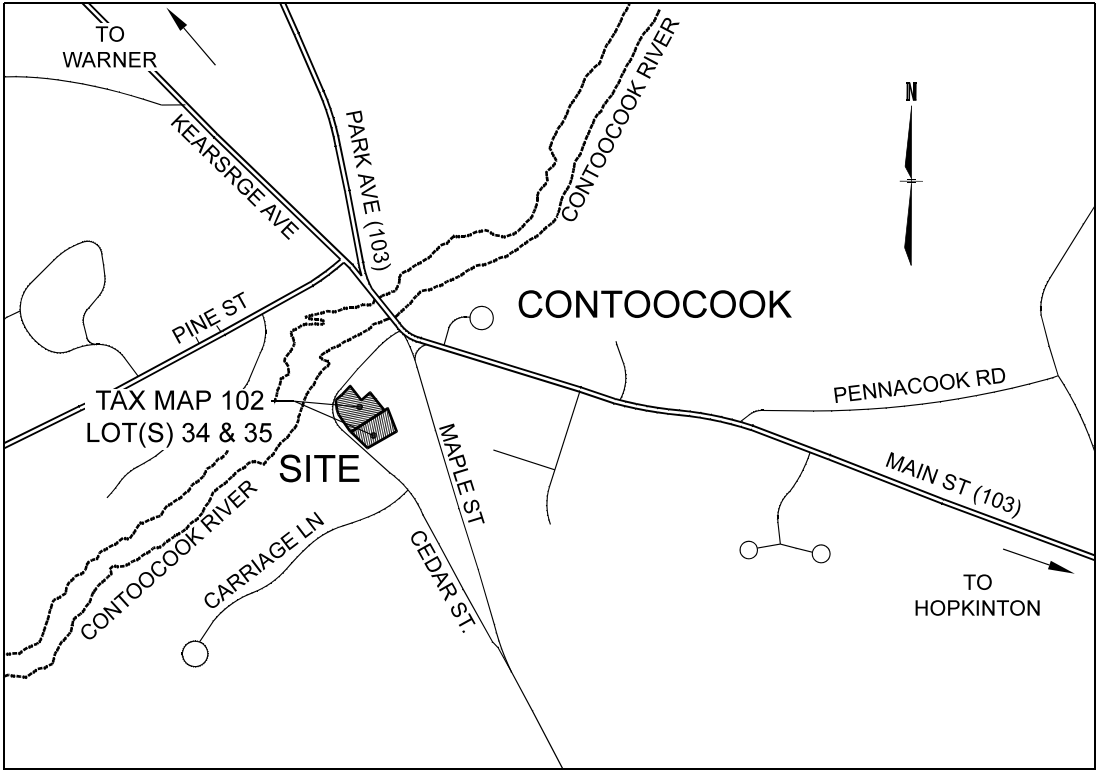 TO
WARNER
KEARSRGE AVE
PARK AVE (103)
CONTOOCOOK RIVER
N
PINE ST
CONTOOCOOK
TAX MAP 102
LOT(S) 34 & 35
SITE
PENNACOOK RD
MAPLE ST
MAIN ST (103)
CONTOOCOOK RIVER
CARRIAGE LN
CEDAR ST.
TO
HOPKINTON